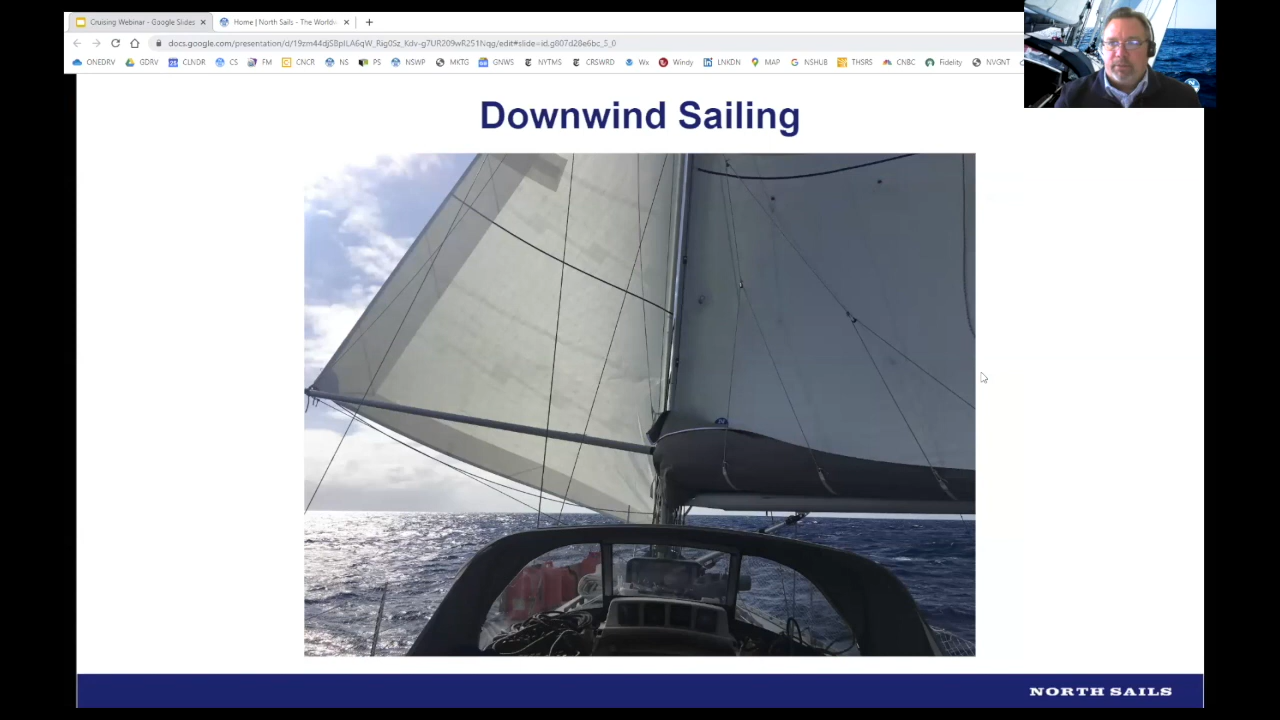 Cruising Webinar - Google Slides
Home | North Sails - The World
ONEDRV GDRV CLNDR CS FM CNCR NS PS NSWP MKTG GNWS NYTMS CRSWRD Wx Windy LNKDN MAP NSHUB THSRS CNBC Fidelity NVGNT
Downwind Sailing
NORTH SAILS